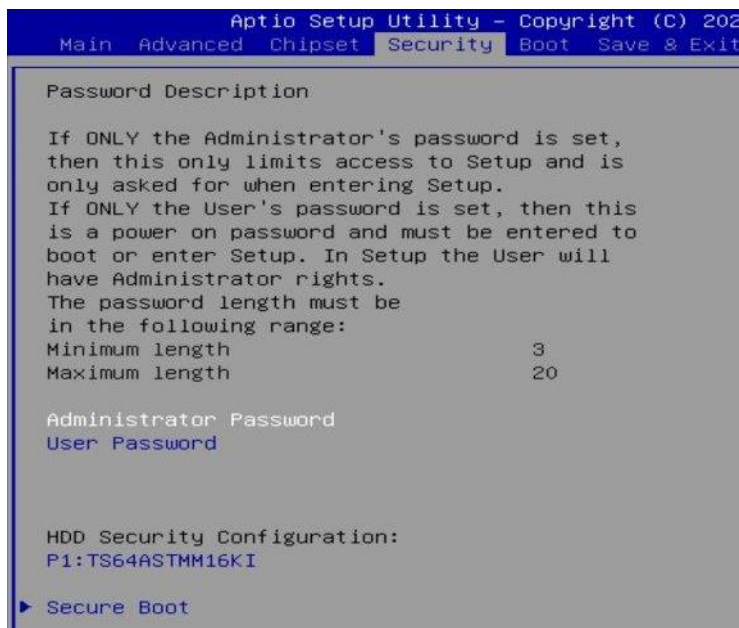 Aptio Setup Utility – Copyright (C) 202
Main Advanced Chipset Security Boot Save & Exit
Password Description
If ONLY the Administrator's password is set,
then this only limits access to Setup and is
only asked for when entering Setup.
If ONLY the User's password is set, then this
is a power on password and must be entered to
boot or enter Setup. In Setup the User will
have Administrator rights.
The password length must be
in the following range:
Minimum length 3
Maximum length 20
Administrator Password
User Password
HDD Security Configuration:
P1:TS64ASTMM16KI
Secure Boot